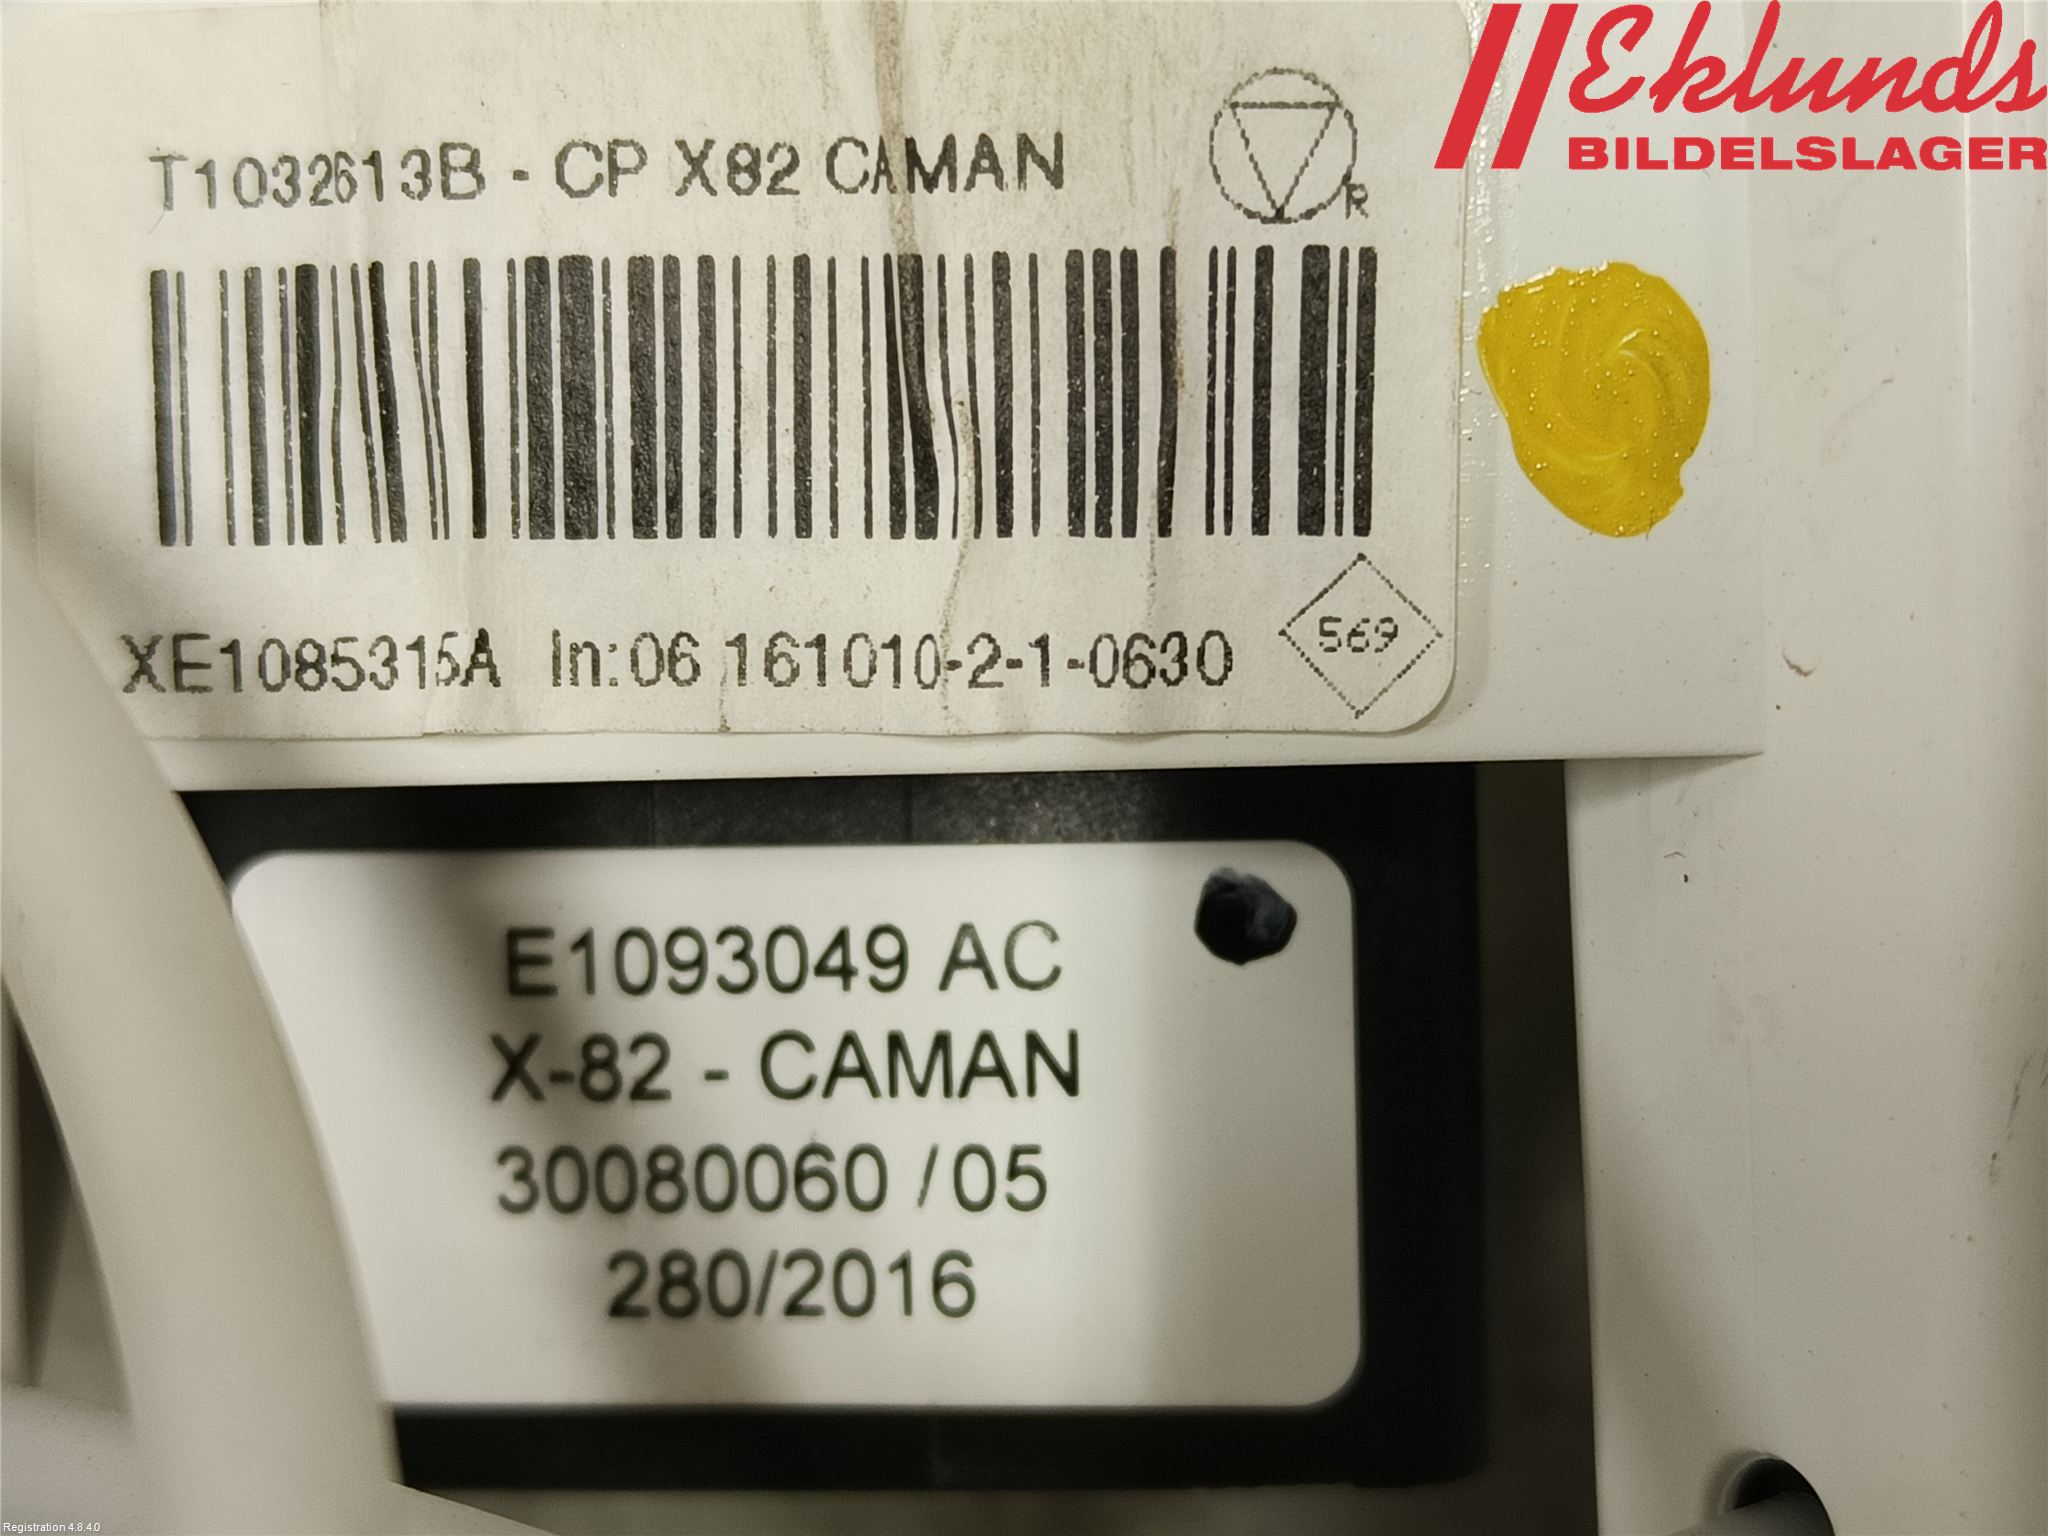 Eklunds
BILDELSLAGER
T1032613B - CP X82 CAMAN
R
XE1085315A In:06 161010-2-1-0630
569
E1093049 AC
X-82 - CAMAN
30080060 / 05
280/2016
Registration 4.8.4.0